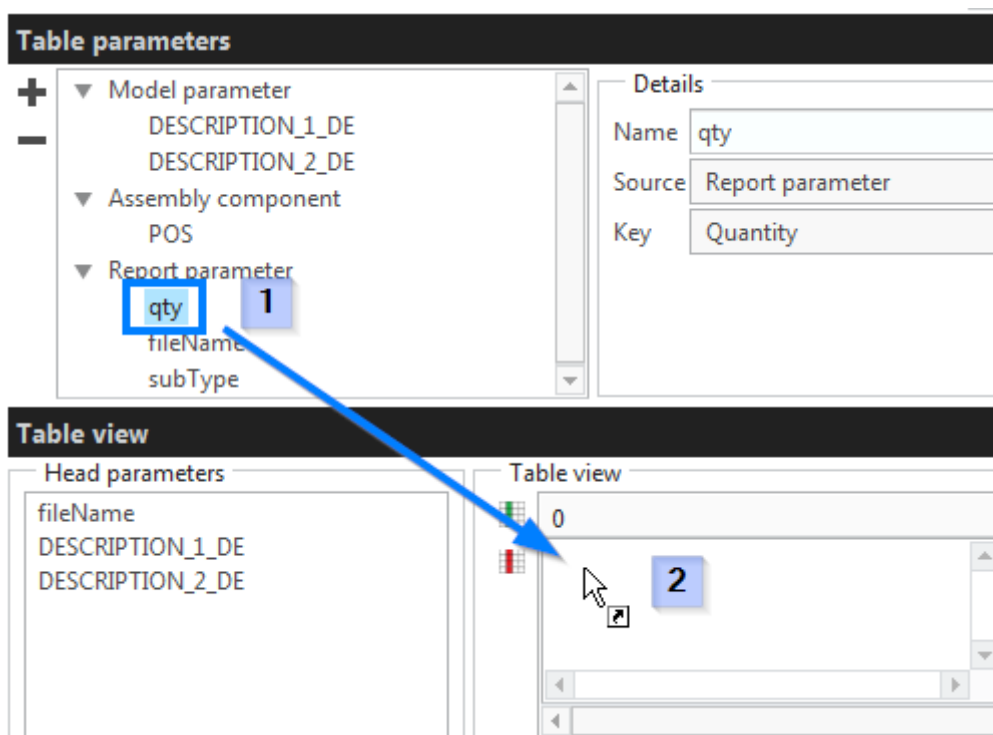 Table parameters
Model parameter
DESCRIPTION_1_DE
DESCRIPTION_2_DE
Assembly component
POS
Report parameter
qty
1
fileName
subType
Details
Name qty
Source Report parameter
Key Quantity
Table view
Head parameters
fileName
DESCRIPTION_1_DE
DESCRIPTION_2_DE
Table view
0
2